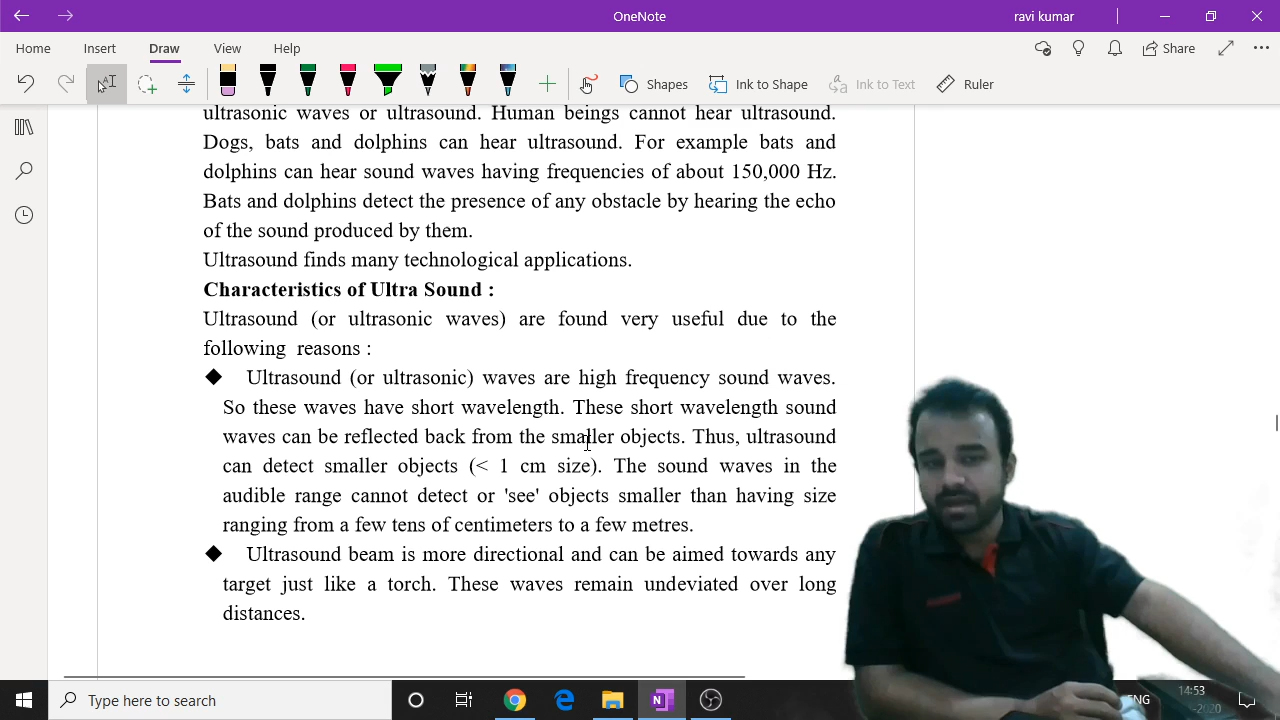 OneNote
ravi kumar
Home Insert Draw View Help
Share
Shapes Ink to Shape Ink to Text Ruler
ultrasonic waves or ultrasound. Human beings cannot hear ultrasound.
Dogs, bats and dolphins can hear ultrasound. For example bats and
dolphins can hear sound waves having frequencies of about 150,000 Hz.
Bats and dolphins detect the presence of any obstacle by hearing the echo
of the sound produced by them.
Ultrasound finds many technological applications.
Characteristics of Ultra Sound :
Ultrasound (or ultrasonic waves) are found very useful due to the
following reasons :
◆ Ultrasound (or ultrasonic) waves are high frequency sound waves.
So these waves have short wavelength. These short wavelength sound
waves can be reflected back from the smaller objects. Thus, ultrasound
can detect smaller objects (< 1 cm size). The sound waves in the
audible range cannot detect or 'see' objects smaller than having size
ranging from a few tens of centimeters to a few metres.
◆ Ultrasound beam is more directional and can be aimed towards any
target just like a torch. These waves remain undeviated over long
distances.
Type here to search
ENG
14:53
-2020